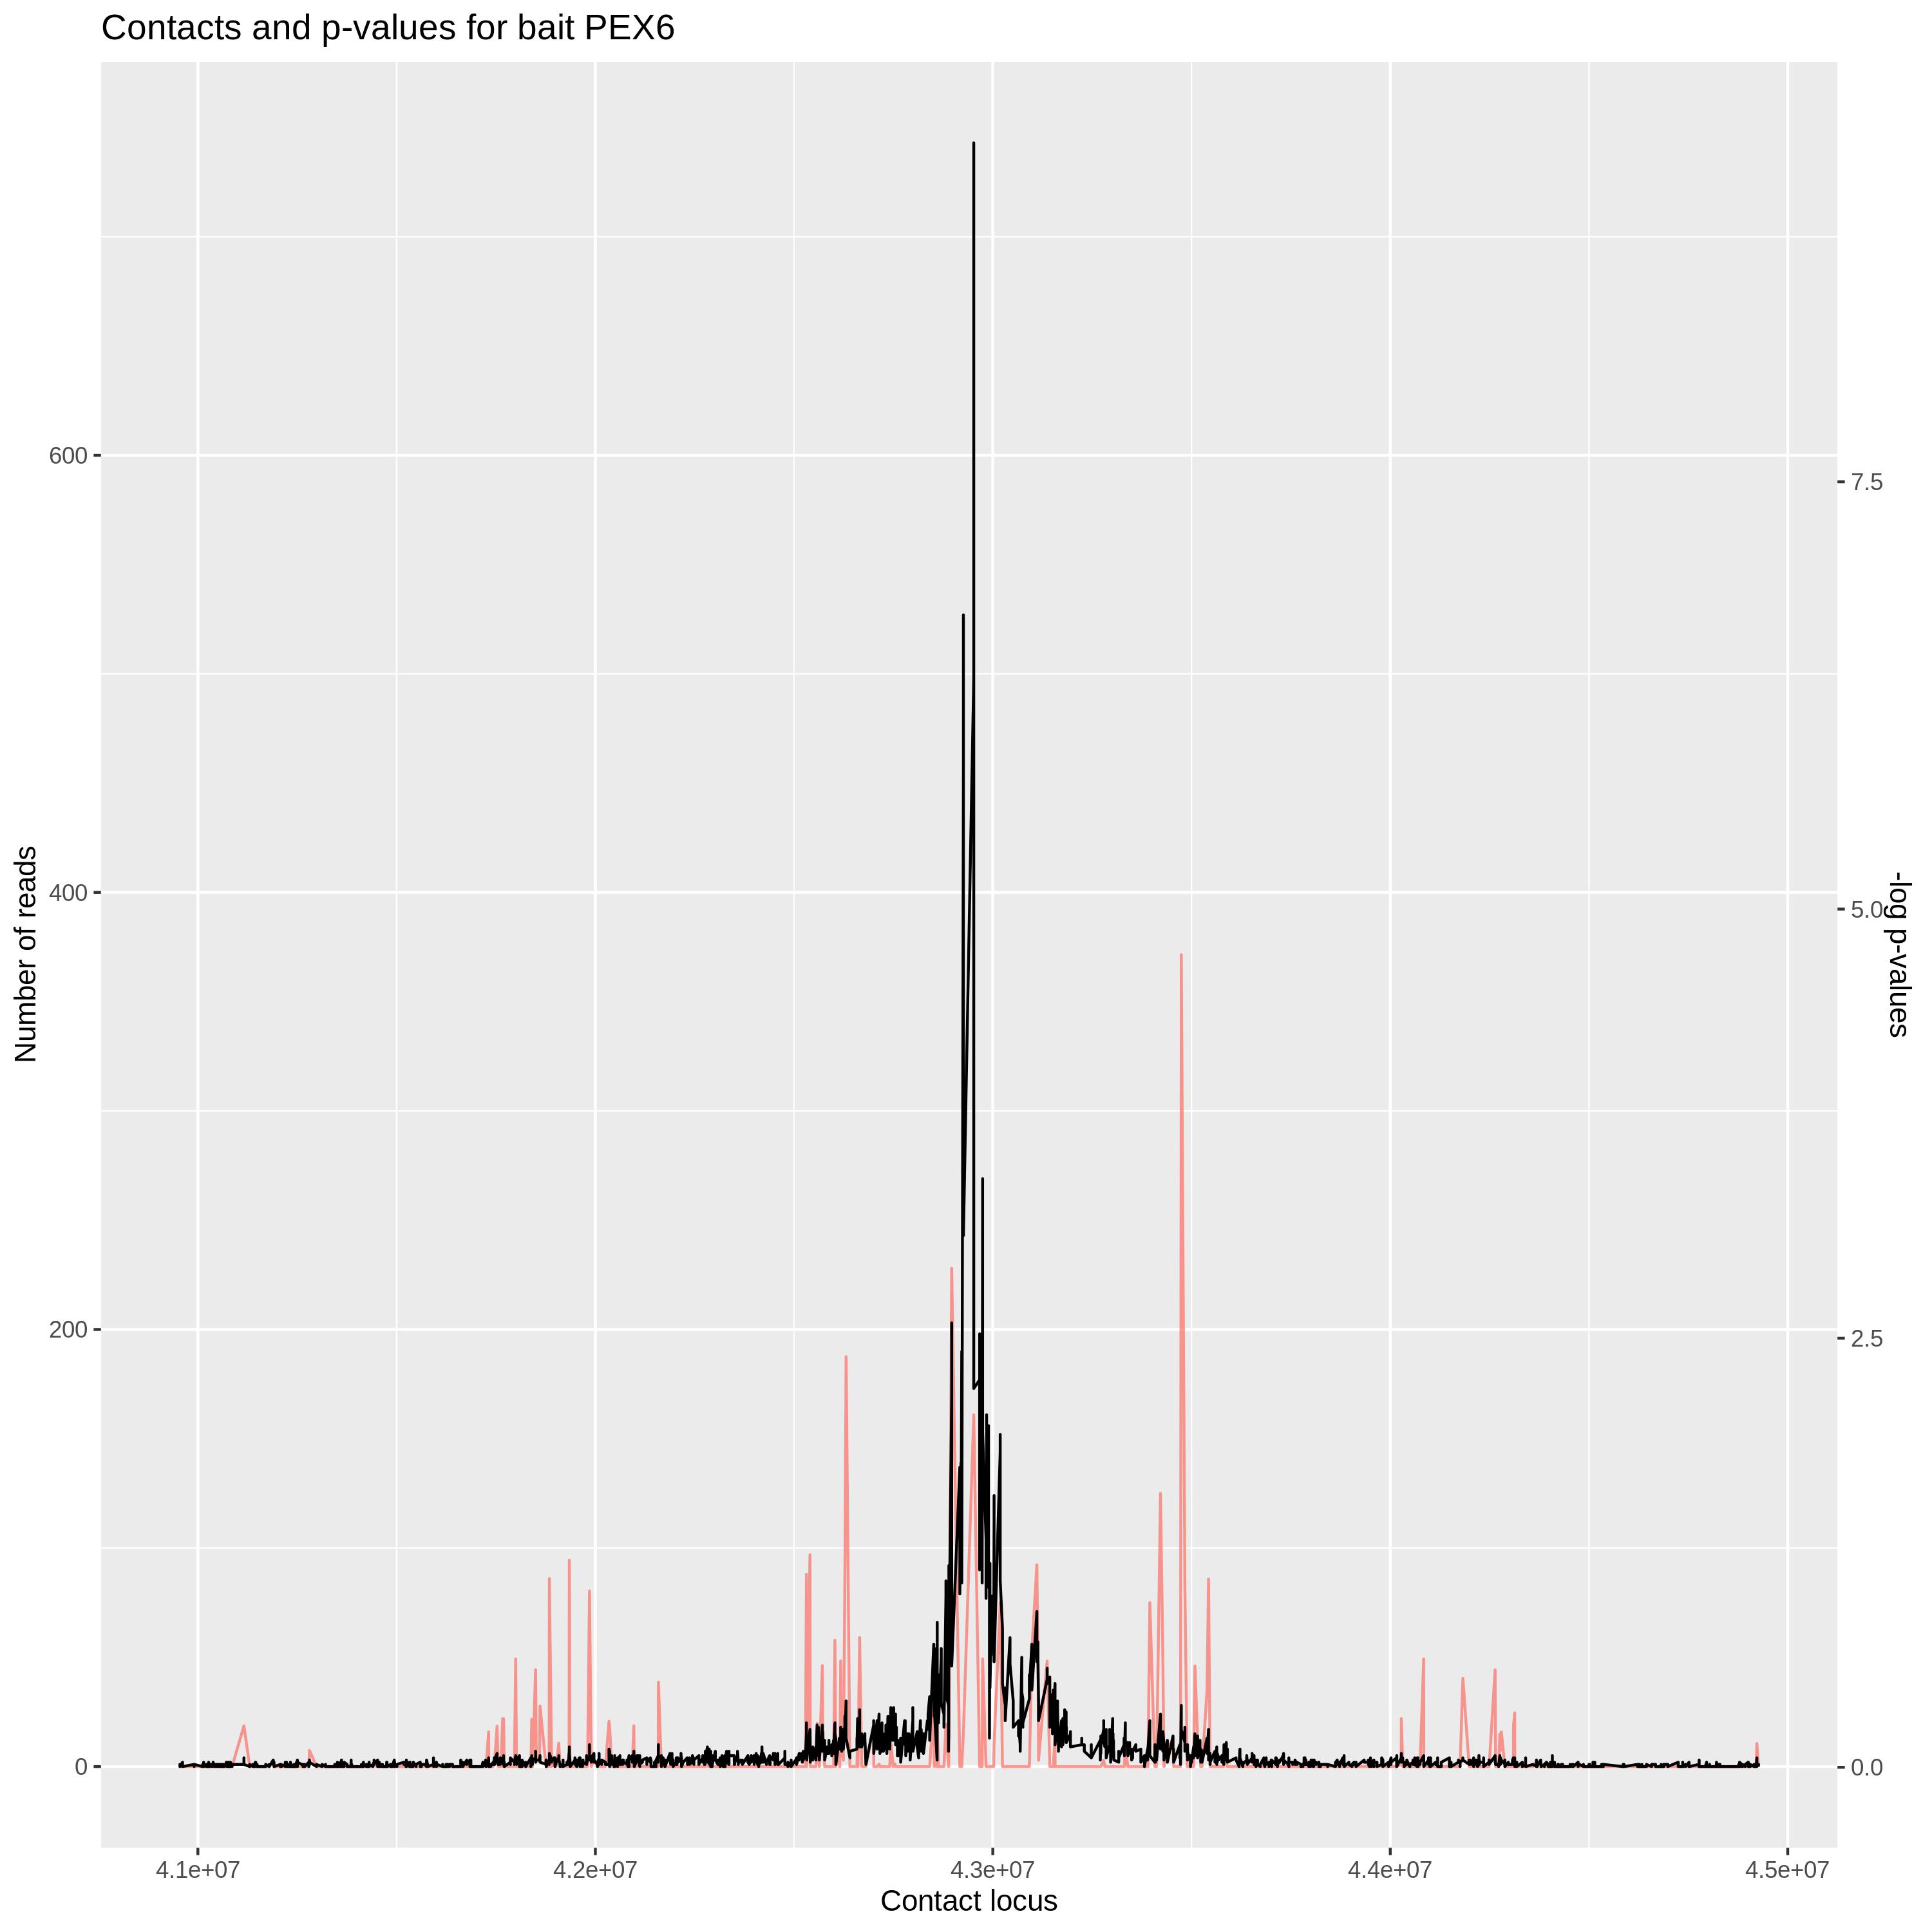 Contacts and p-values for bait PEX6
600
400
200
0
7.5
5.0
2.5
0.0
Number of reads
-log p-values
4.1e+07
4.2e+07
4.3e+07
4.4e+07
4.5e+07
Contact locus